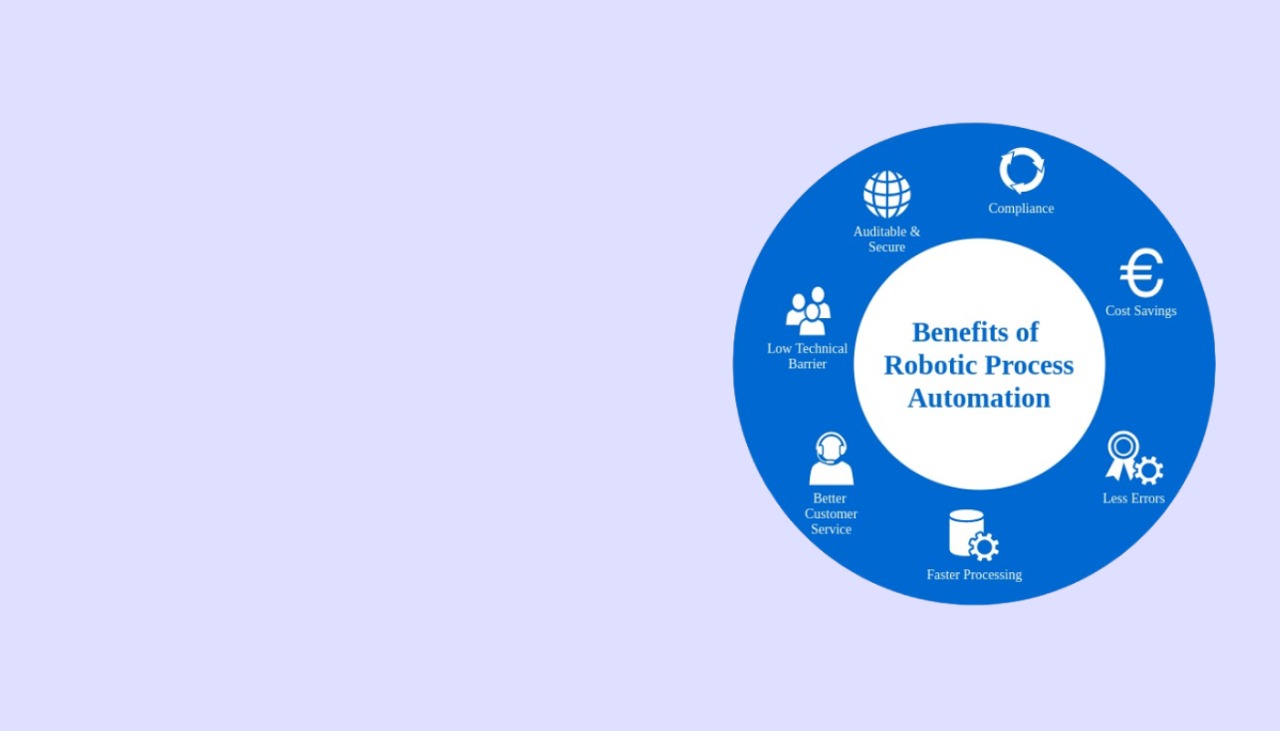 Compliance
Auditable &
Secure
€
Cost Savings
Low Technical
Barrier
Benefits of
Robotic Process
Automation
Better
Customer
Service
Less Errors
Faster Processing